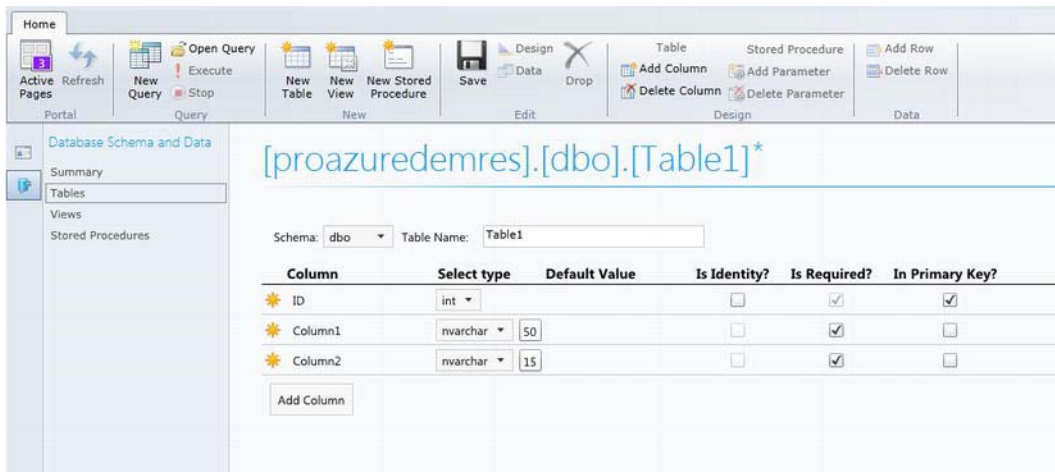 Home
3
Active Pages
Refresh
Portal
New Query
Open Query
Execute
Stop
Query
New Table
New View
New Stored Procedure
New
Save
Design
Data
Drop
Edit
Table
Add Column
Delete Column
Stored Procedure
Add Parameter
Delete Parameter
Design
Add Row
Delete Row
Data
Database Schema and Data
Summary
Tables
Views
Stored Procedures
[proazuredemres].[dbo].[Table1]*
Schema: dbo Table Name: Table1
Column Select type Default Value Is Identity? Is Required? In Primary Key?
ID int
Column1 nvarchar 50
Column2 nvarchar 15
Add Column